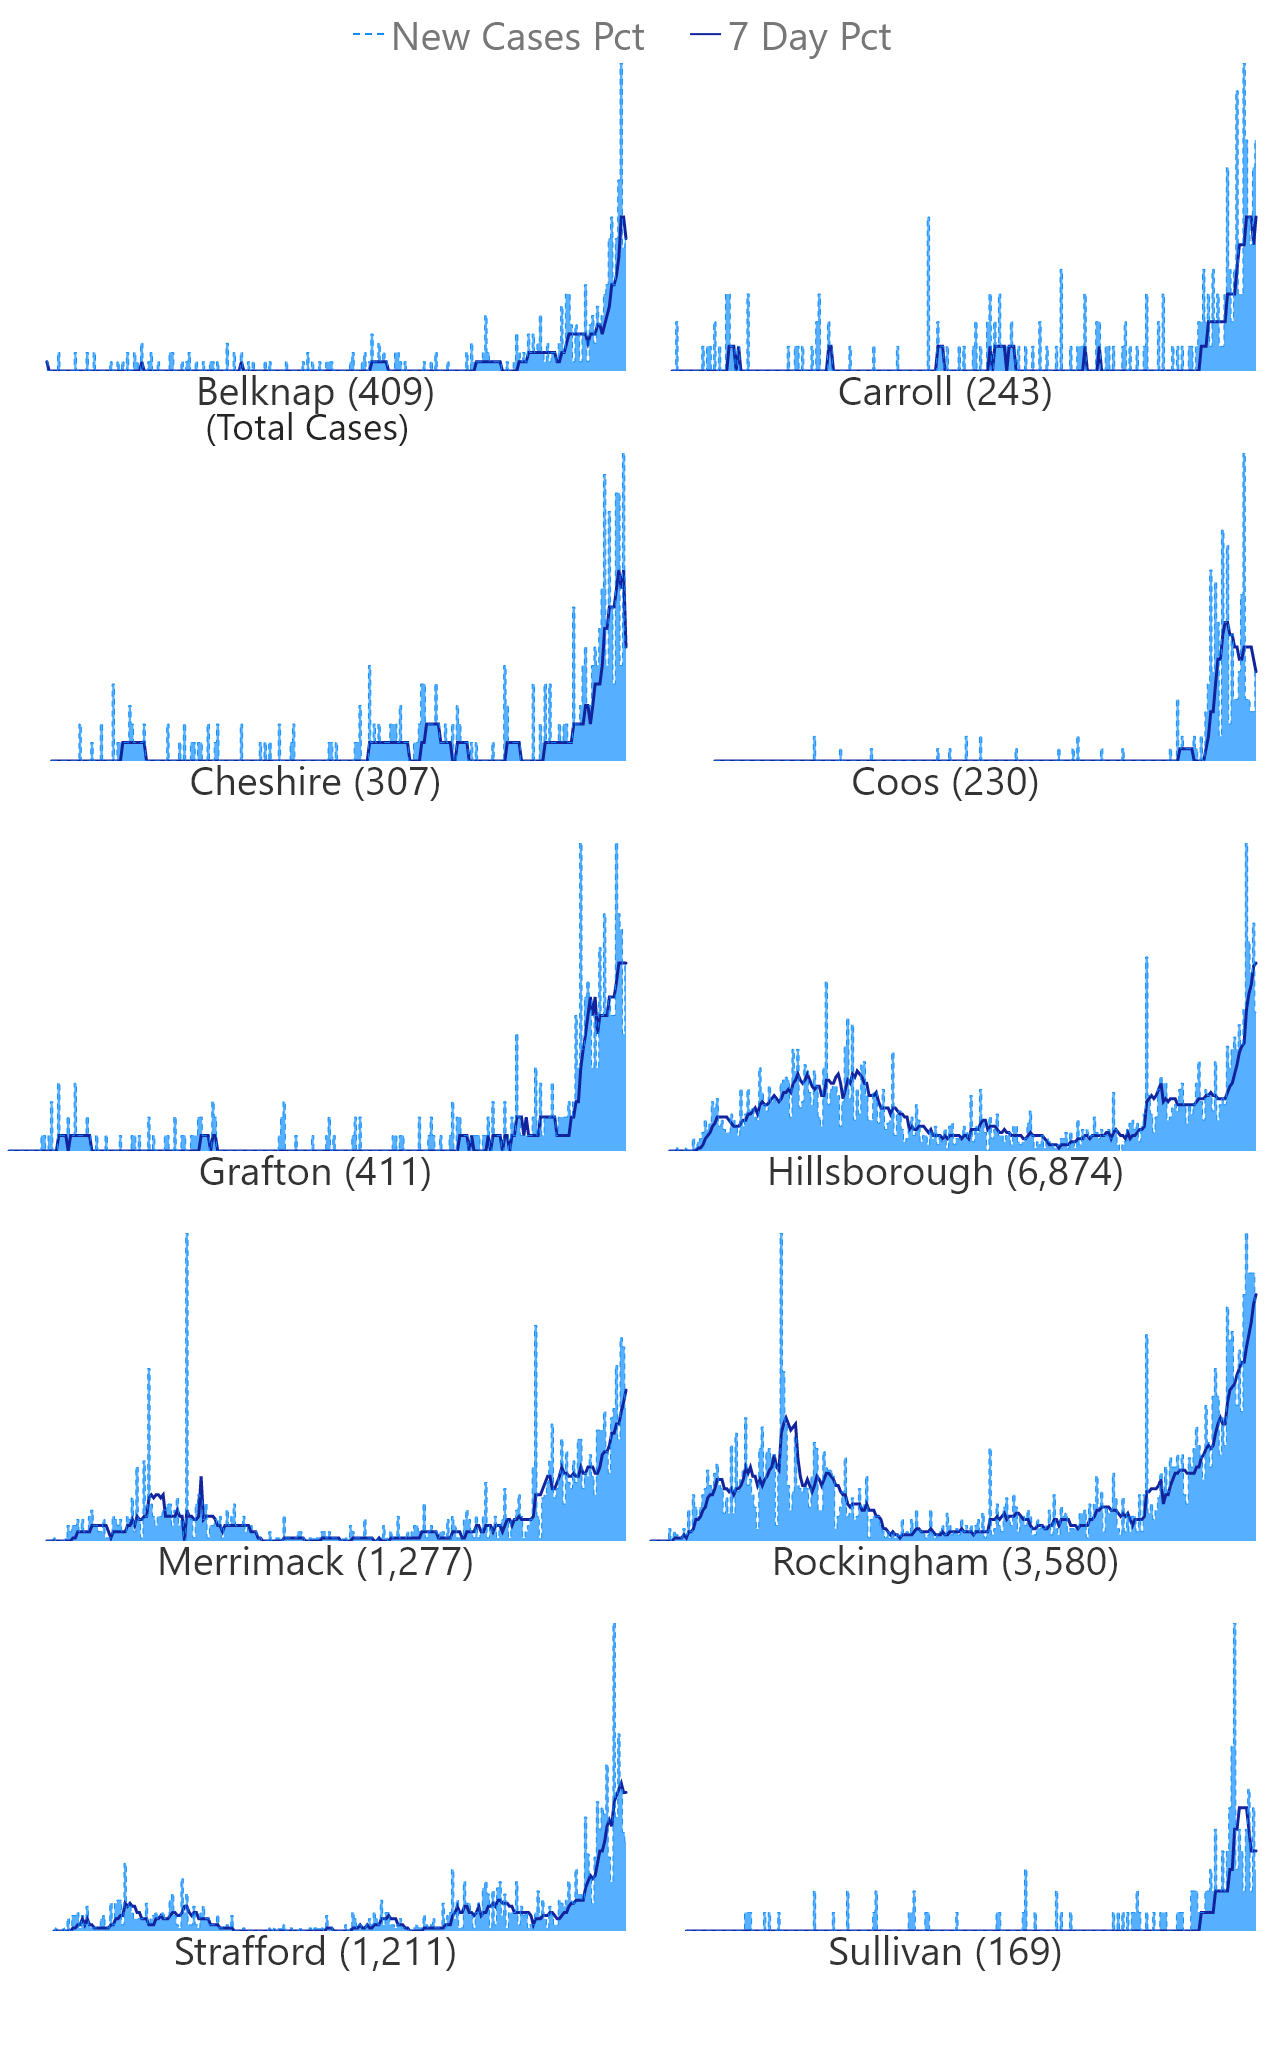 New Cases Pct 7 Day Pct
Belknap (409) Carroll (243)
(Total Cases)
Cheshire (307) Coos (230)
Grafton (411) Hillsborough (6,874)
Merrimack (1,277) Rockingham (3,580)
Strafford (1,211) Sullivan (169)